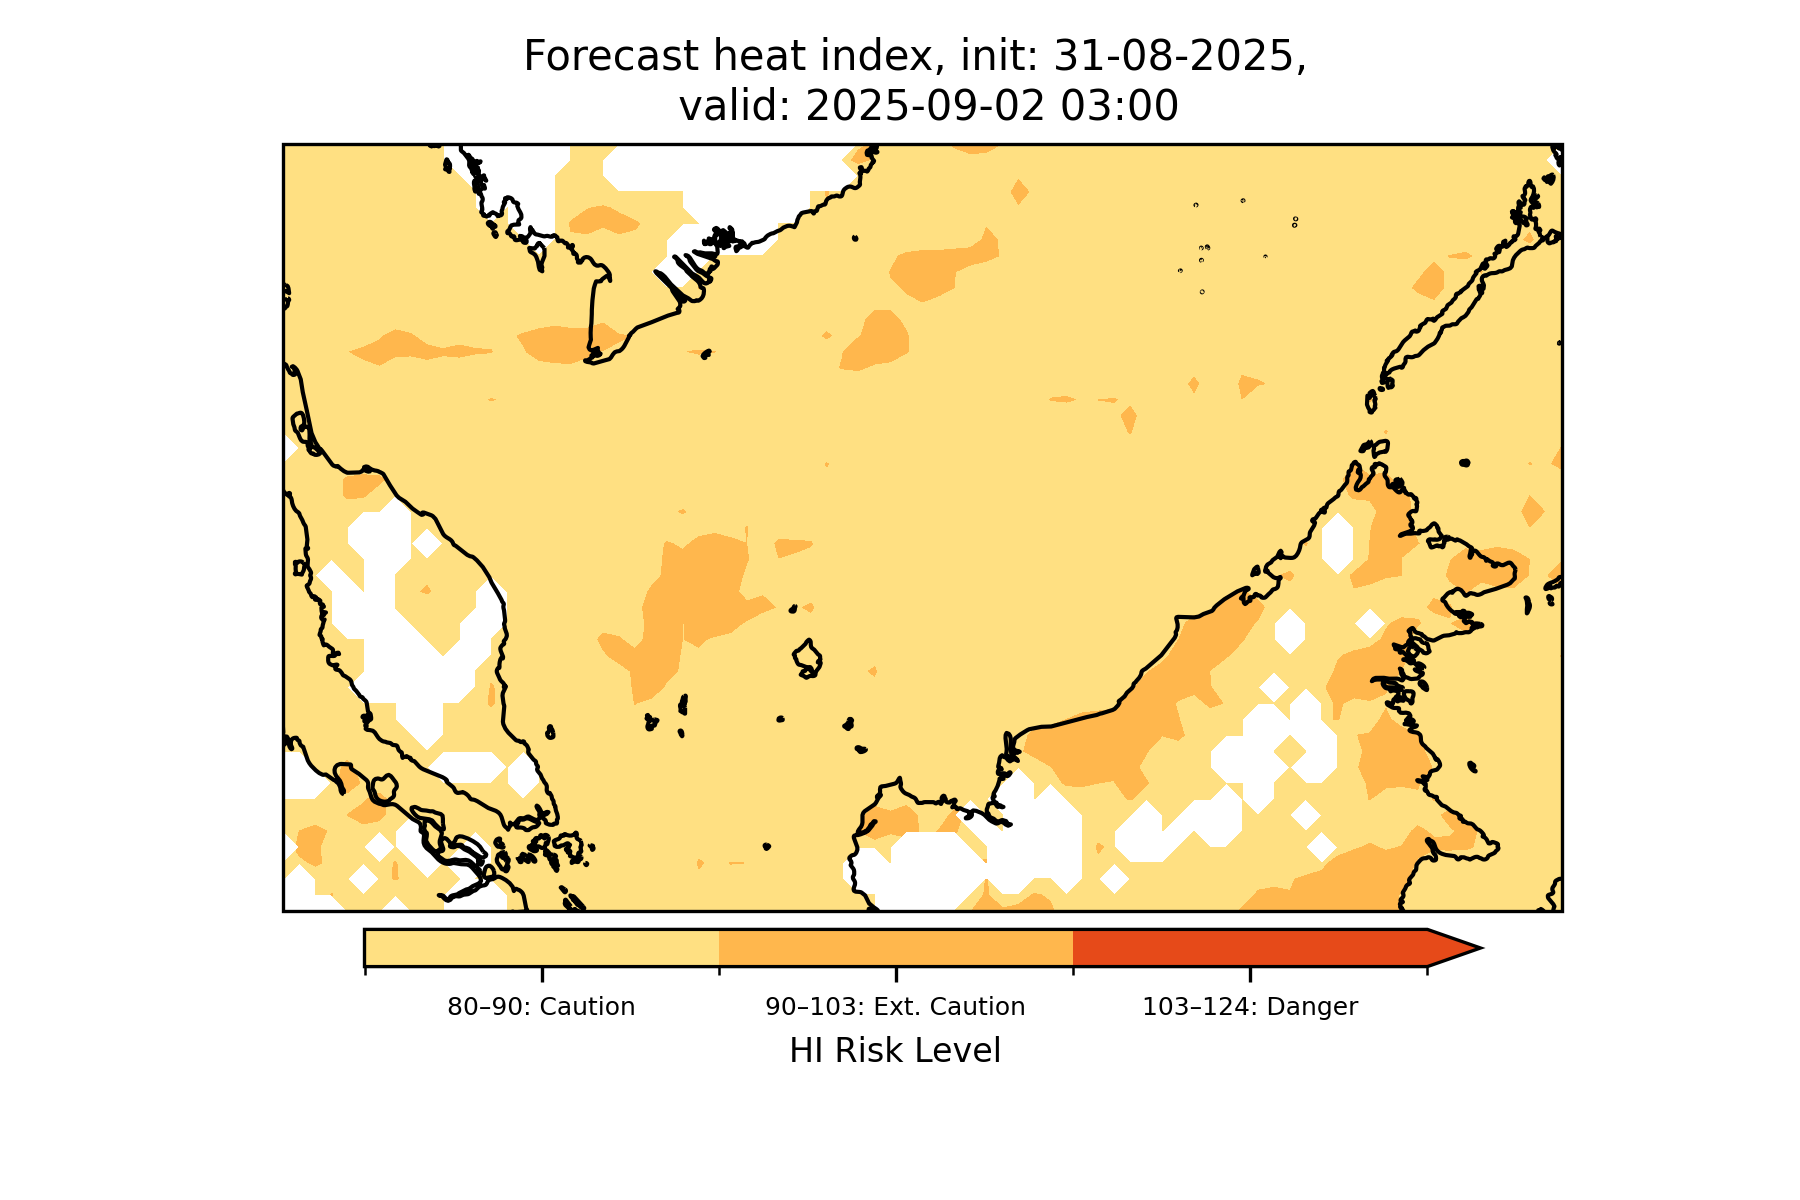 Forecast heat index, init: 31-08-2025,
valid: 2025-09-02 03:00
80–90: Caution
90–103: Ext. Caution
103–124: Danger
HI Risk Level